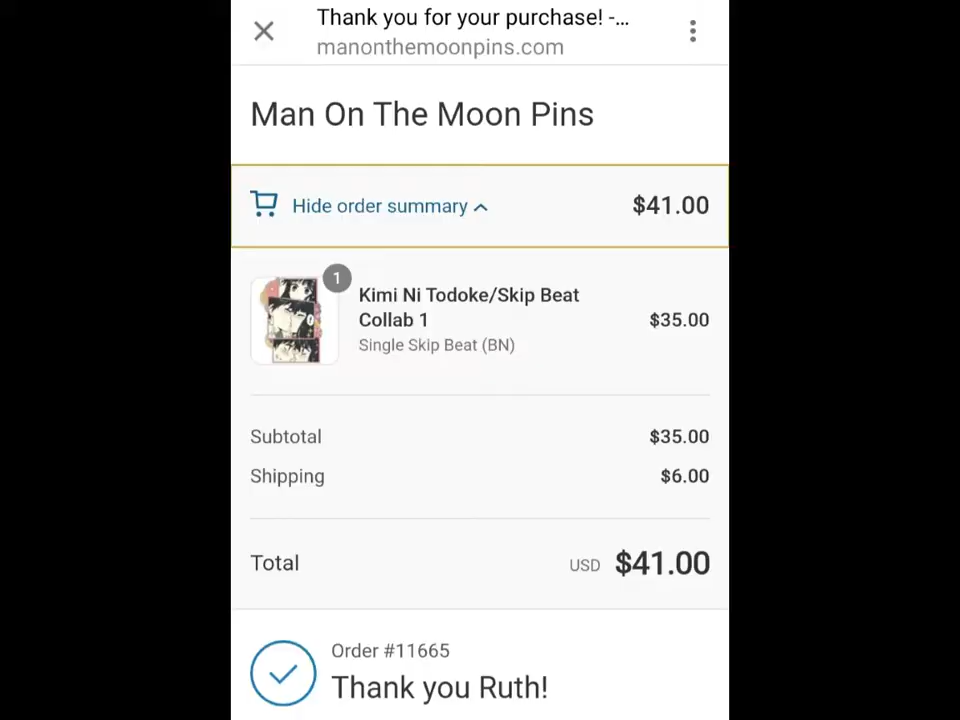 Thank you for your purchase! -...
manonthemoonpins.com
Man On The Moon Pins
Hide order summary
$41.00
1
Kimi Ni Todoke/Skip Beat
Collab 1
$35.00
Single Skip Beat (BN)
Subtotal
$35.00
Shipping
$6.00
Total
USD $41.00
Order #11665
Thank you Ruth!